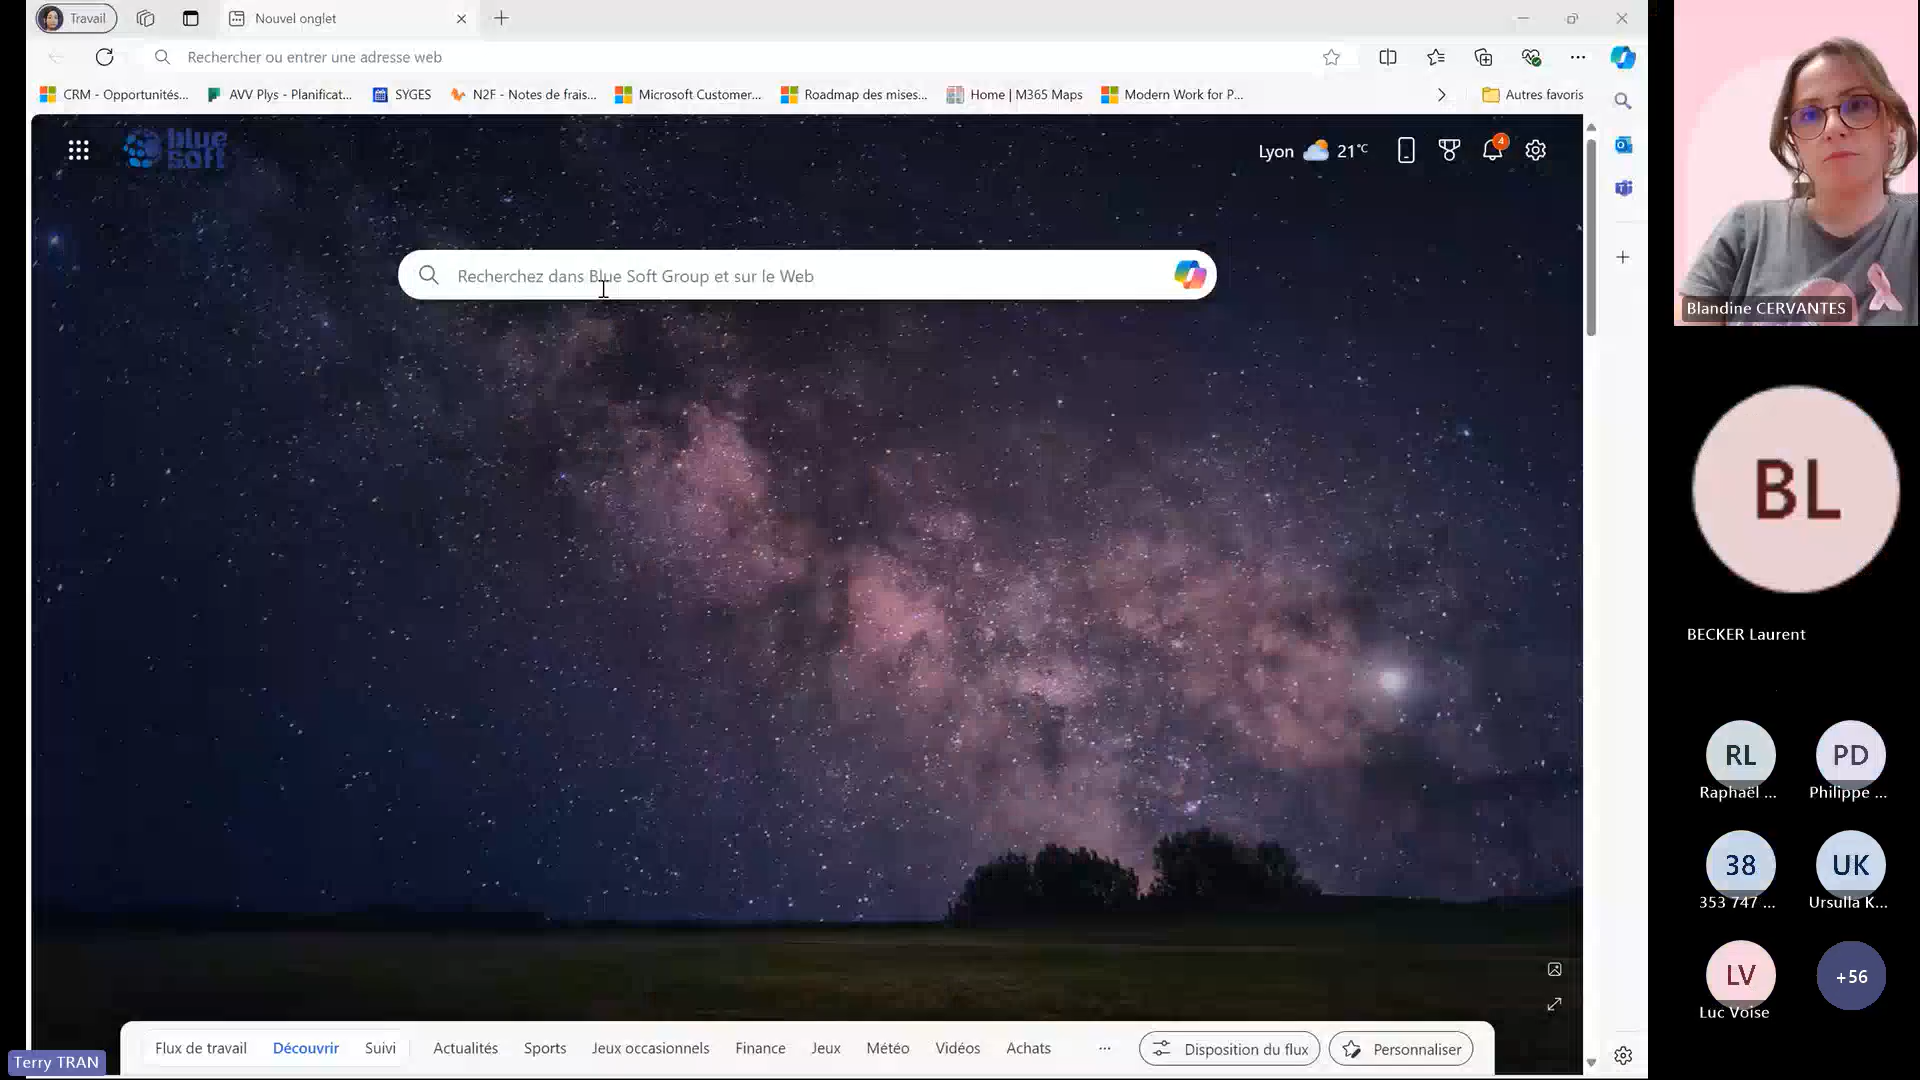 Travail
Nouvel onglet
Rechercher ou entrer une adresse web
CRM - Opportunités...
AVV Plys - Planificat...
SYGES
N2F - Notes de frais...
Microsoft Customer...
Roadmap des mises...
Home | M365 Maps
Modern Work for P...
Autres favoris
blue
soft
Lyon
21°C
4
Recherchez dans Blue Soft Group et sur le Web
Flux de travail
Découvrir
Suivi
Actualités
Sports
Jeux occasionnels
Finance
Jeux
Météo
Vidéos
Achats
...
Disposition du flux
Personnaliser
Terry TRAN
Blandine CERVANTES
BL
BECKER Laurent
RL
Raphaël ...
PD
Philippe ...
38
353 747 ...
UK
Ursulla K...
LV
Luc Voise
+56